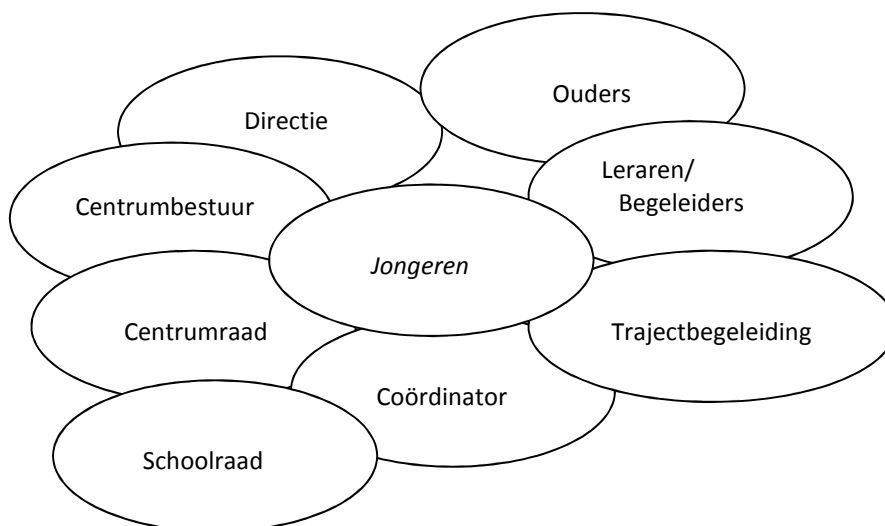 Ouders
Directie
Leraren/
Begeleiders
Centrumbestuur
Jongeren
Centrumraad
Trajectbegeleiding
Coördinator
Schoolraad